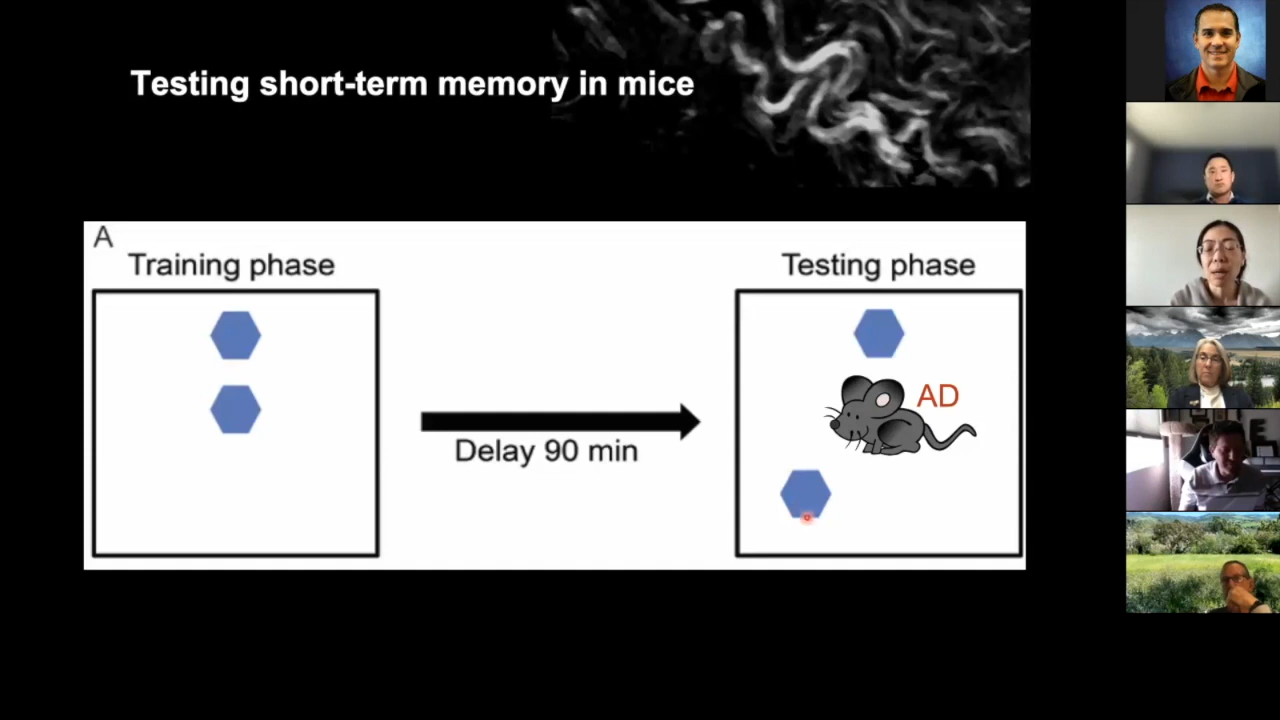 Testing short-term memory in mice
A
Training phase
Testing phase
AD
Delay 90 min